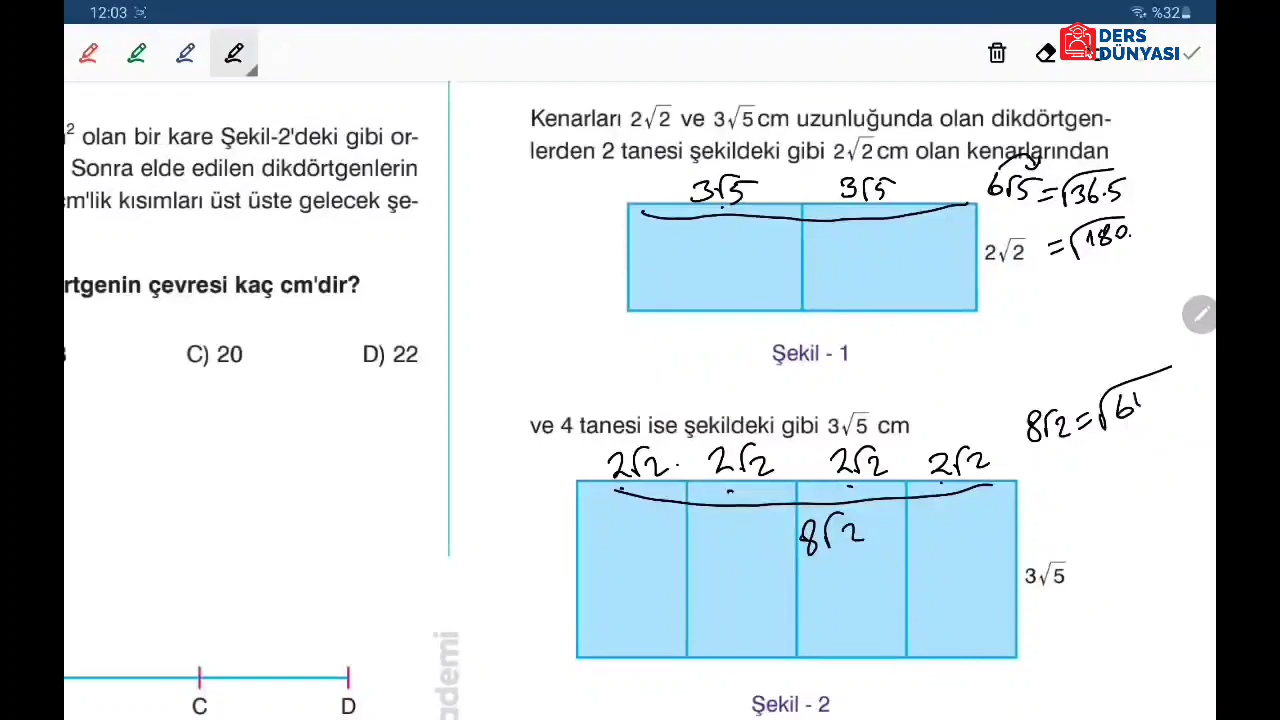 12:03
%32
DERS
DÜNYASI
² olan bir kare Şekil-2'deki gibi or-
Sonra elde edilen dikdörtgenlerin
cm'lik kısımları üst üste gelecek şe-
rtgenin çevresi kaç cm'dir?
C) 20 D) 22
C D
Kenarları 2√2 ve 3√5 cm uzunluğunda olan dikdörtgen-
lerden 2 tanesi şekildeki gibi 2√2 cm olan kenarlarından
3√5 3√5 6√5 = √36.5
2√2 = √180.
Şekil - 1
8√2 = √6
ve 4 tanesi ise şekildeki gibi 3√5 cm
2√2 . 2√2 2√2 2√2
8√2
3√5
Şekil - 2
ademi